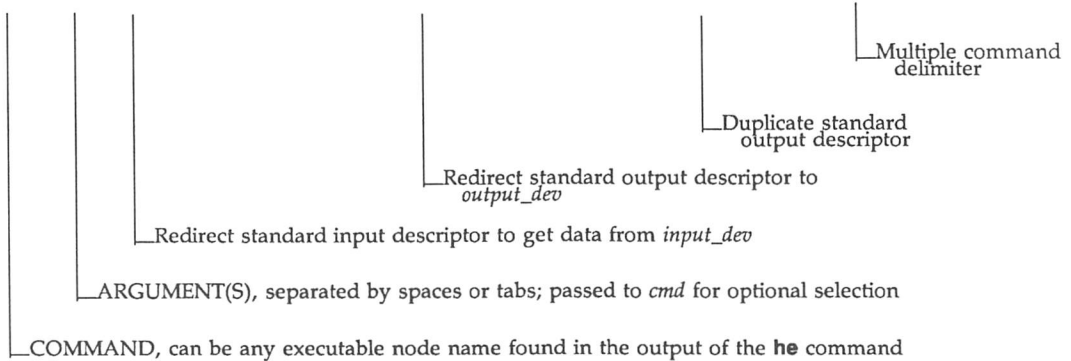 Multiple command
delimiter
Duplicate standard
output descriptor
Redirect standard output descriptor to
output_dev
Redirect standard input descriptor to get data from input_dev
ARGUMENT(S), separated by spaces or tabs; passed to cmd for optional selection
COMMAND, can be any executable node name found in the output of the he command